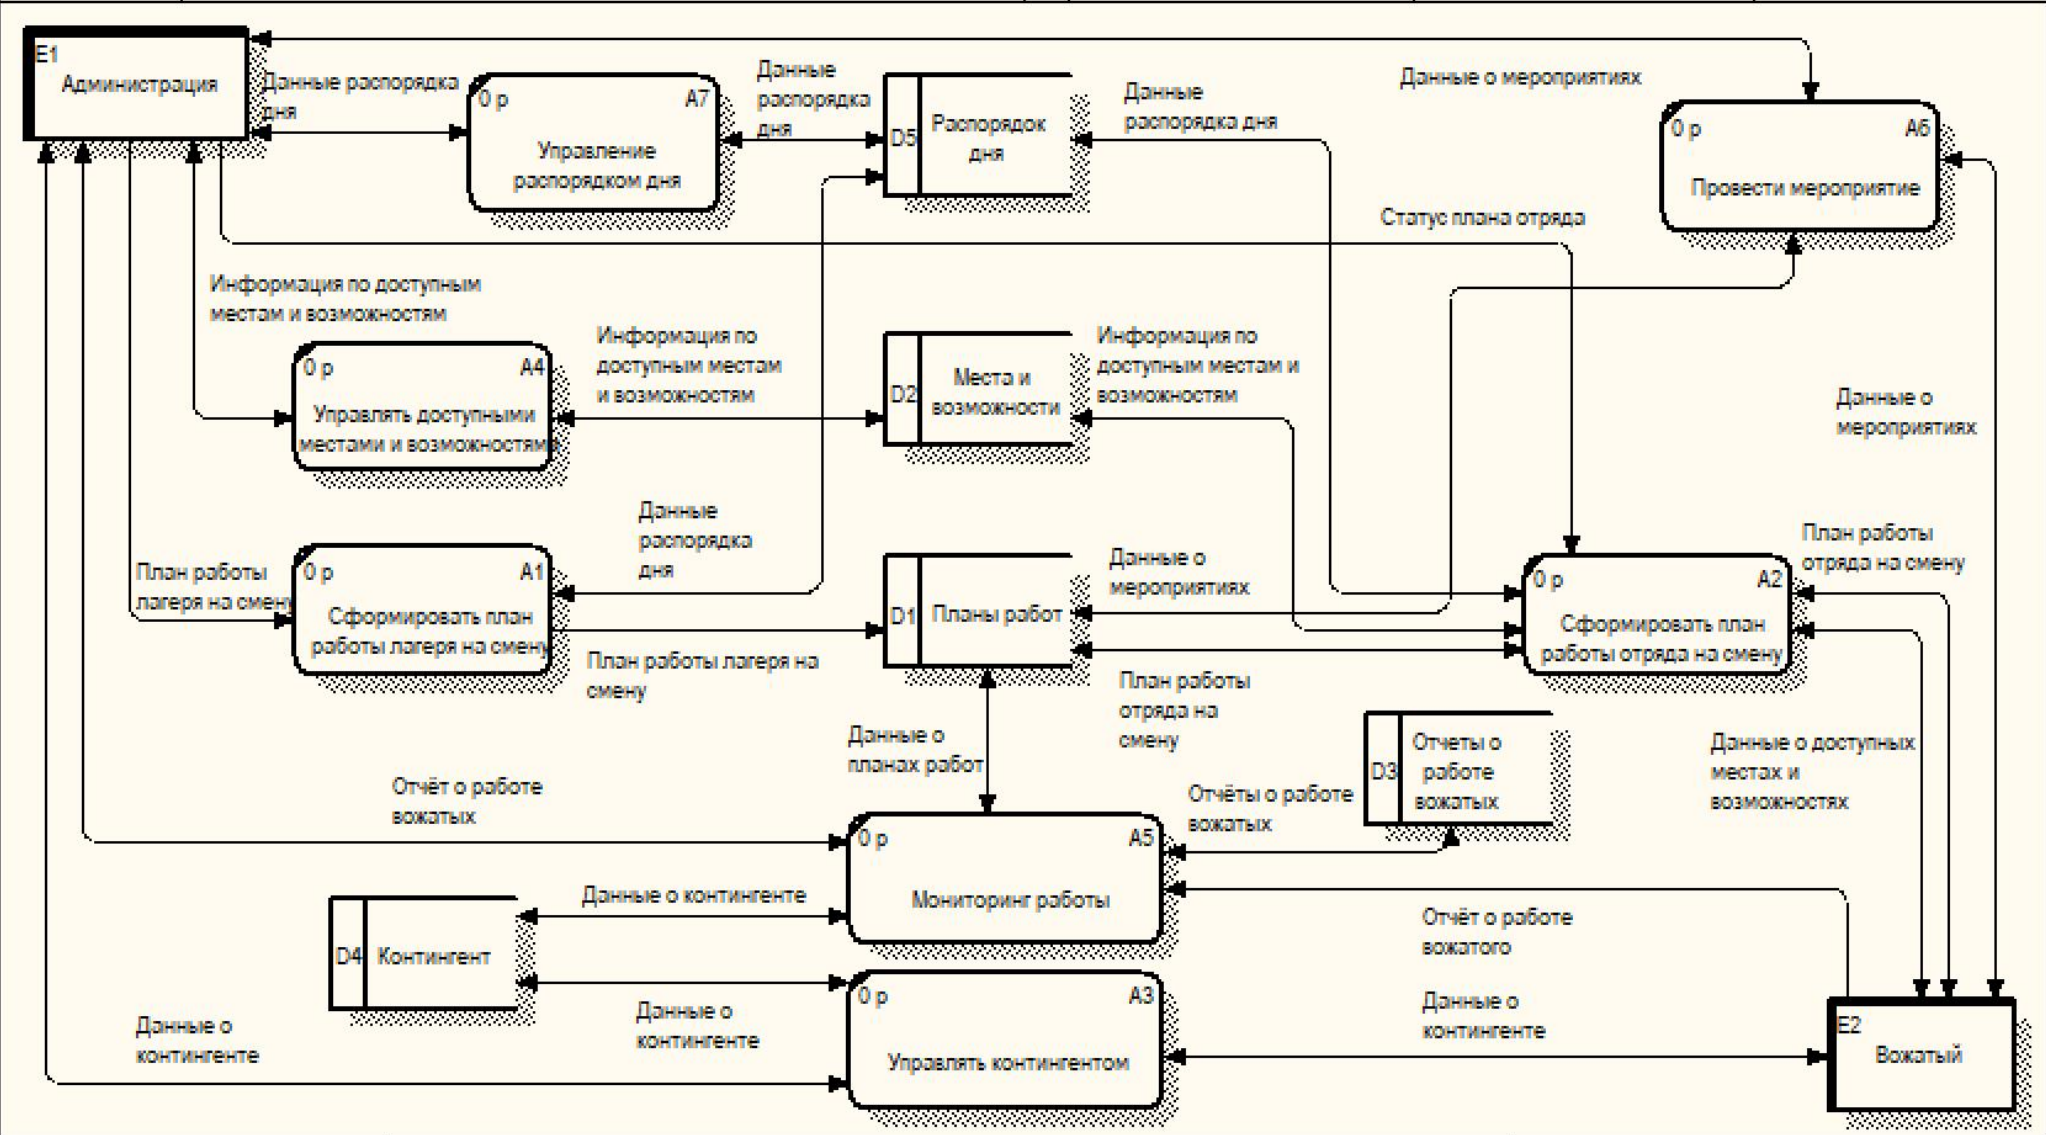 E1
Администрация
Данные распорядка
дня
0 р
A7
Управление
распорядком дня
Данные
распорядка
дня
D5
Распорядок
дня
Данные
распорядка дня
Данные о мероприятиях
0 р
A6
Провести мероприятие
Статус плана отряда
Информация по доступным
местам и возможностям
0 р
A4
Управлять доступными
местами и возможностями
Информация по
доступным местам
и возможностям
D2
Места и
возможности
Информация по
доступным местам и
возможностям
Данные о
мероприятиях
План работы
лагеря на смену
0 р
A1
Сформировать план
работы лагеря на смену
Данные
распорядка
дня
План работы лагеря на
смену
D1
Планы работ
Данные о
мероприятиях
План работы
отряда на
смену
0 р
A2
Сформировать план
работы отряда на смену
План работы
отряда на смену
Данные о
планах работ
D3
Отчеты о
работе
вожатых
Данные о доступных
местах и
возможностях
Отчёт о работе
вожатых
0 р
A5
Мониторинг работы
Отчёты о работе
вожатых
D4
Контингент
Данные о контингенте
Отчёт о работе
вожатого
Данные о
контингенте
Данные о
контингенте
0 р
A3
Управлять контингентом
Данные о
контингенте
E2
Вожатый